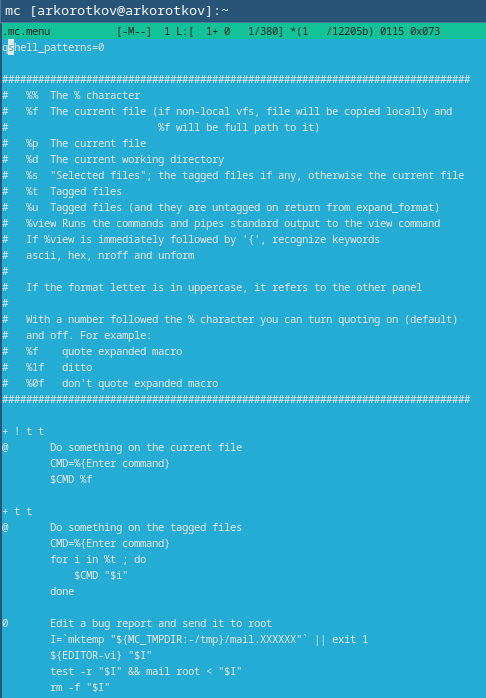 mc [arkorotkov@arkorotkov]:~
.mc.menu [-M--] 1 L:[ 1+ 0 1/380] *(1 /12205b) 0115 0x073
qshell_patterns=0
##############################################################################
# %% The % character
# %f The current file (if non-local vfs, file will be copied locally and
# %f will be full path to it)
# %p The current file
# %d The current working directory
# %s "Selected files"; the tagged files if any, otherwise the current file
# %t Tagged files
# %u Tagged files (and they are untagged on return from expand_format)
# %view Runs the commands and pipes standard output to the view command
# If %view is immediately followed by '{', recognize keywords
# ascii, hex, nroff and unform
#
# If the format letter is in uppercase, it refers to the other panel
#
# With a number followed the % character you can turn quoting on (default)
# and off. For example:
# %f quote expanded macro
# %1f ditto
# %0f don't quote expanded macro
##############################################################################
+ ! t t
@ Do something on the current file
CMD=%{Enter command}
$CMD %f
+ t t
@ Do something on the tagged files
CMD=%{Enter command}
for i in %t ; do
$CMD "$i"
done
0 Edit a bug report and send it to root
I=`mktemp "${MC_TMPDIR:-/tmp}/mail.XXXXXX"` || exit 1
${EDITOR-vi} "$I"
test -r "$I" && mail root < "$I"
rm -f "$I"